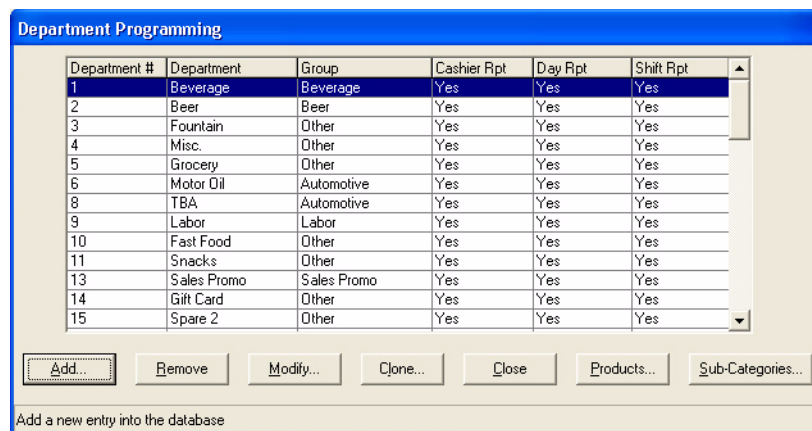 Department Programming
Department # Department Group Cashier Rpt Day Rpt Shift Rpt
1 Beverage Beverage Yes Yes Yes
2 Beer Beer Yes Yes Yes
3 Fountain Other Yes Yes Yes
4 Misc. Other Yes Yes Yes
5 Grocery Other Yes Yes Yes
6 Motor Oil Automotive Yes Yes Yes
8 TBA Automotive Yes Yes Yes
9 Labor Labor Yes Yes Yes
10 Fast Food Other Yes Yes Yes
11 Snacks Other Yes Yes Yes
13 Sales Promo Sales Promo Yes Yes Yes
14 Gift Card Other Yes Yes Yes
15 Spare 2 Other Yes Yes Yes
Add... Remove Modify... Clone... Close Products... Sub-Categories...
Add a new entry into the database